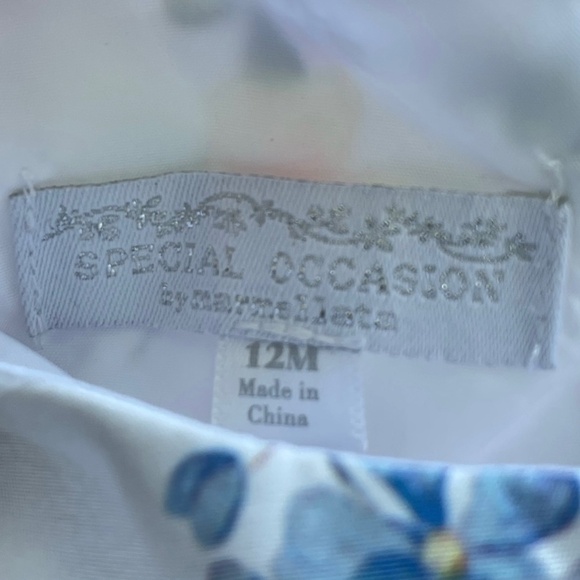 SPECIAL OCCASION
by marmellata
12M
Made in
China